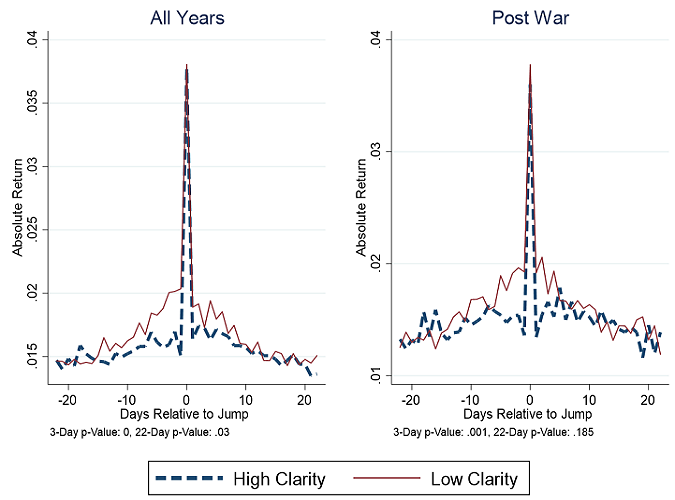 All Years
.04
.035
.03
.025
.02
.015
Absolute Return
-20 -10 0 10 20
Days Relative to Jump
3-Day p-Value: 0, 22-Day p-Value: .03
Post War
.04
.03
.02
.01
Absolute Return
-20 -10 0 10 20
Days Relative to Jump
3-Day p-Value: .001, 22-Day p-Value: .185
High Clarity Low Clarity